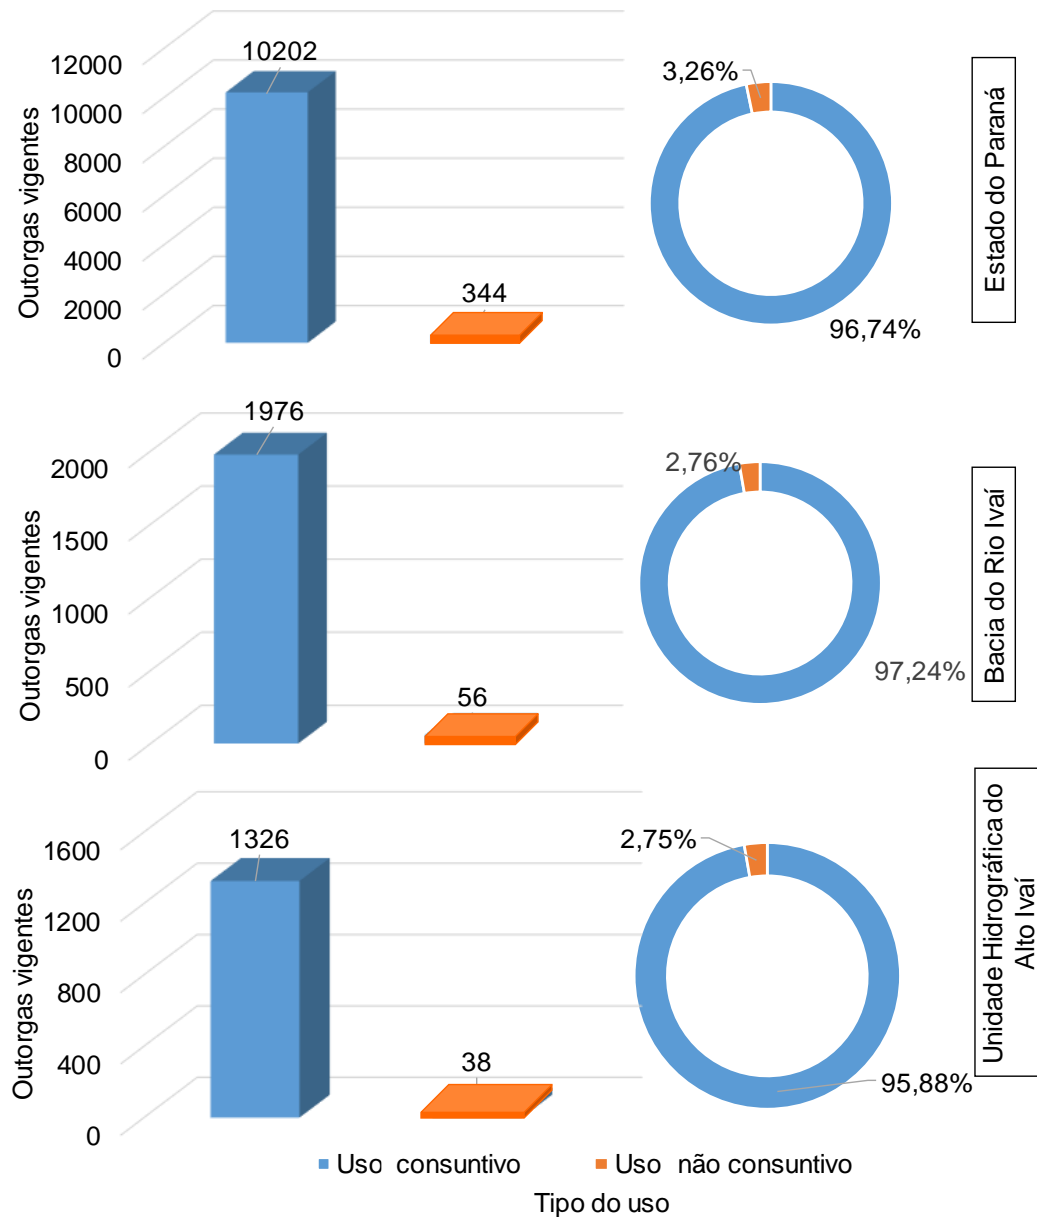 12000
10000
8000
6000
4000
2000
0
Outorgas vigentes
10202
344
3,26%
96,74%
Estado do Paraná
2000
1500
1000
500
0
Outorgas vigentes
1976
56
2,76%
97,24%
Bacia do Rio Ivaí
1600
1200
800
400
0
Outorgas vigentes
1326
38
2,75%
95,88%
Unidade Hidrográfica do
Alto Ivaí
Uso consuntivo
Uso não consuntivo
Tipo do uso